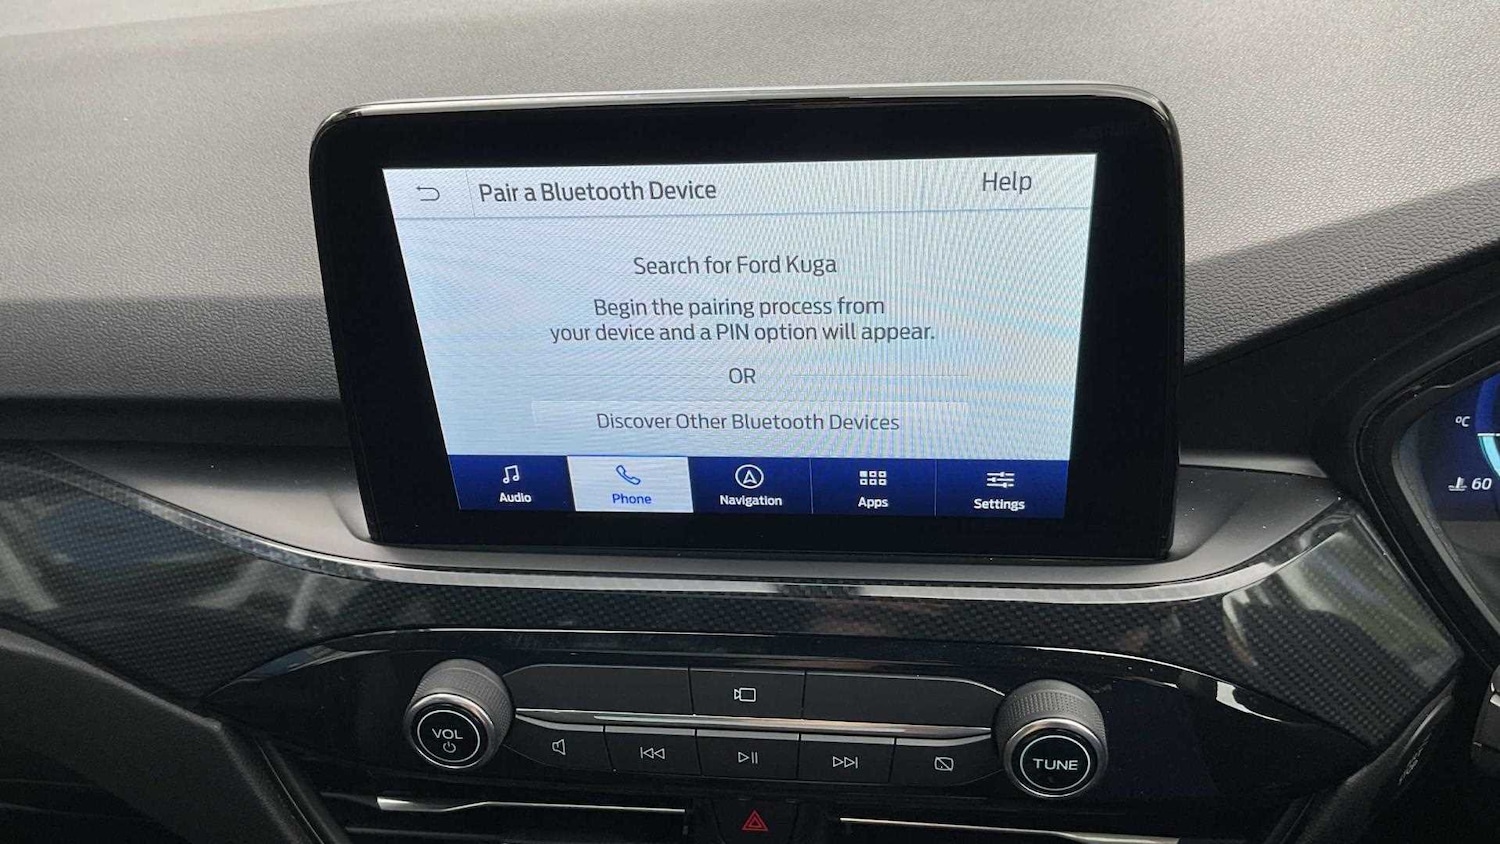 Pair a Bluetooth Device
Help
Search for Ford Kuga
Begin the pairing process from
your device and a PIN option will appear.
OR
Discover Other Bluetooth Devices
Audio
Phone
Navigation
Apps
Settings
°C
60
VOL
TUNE